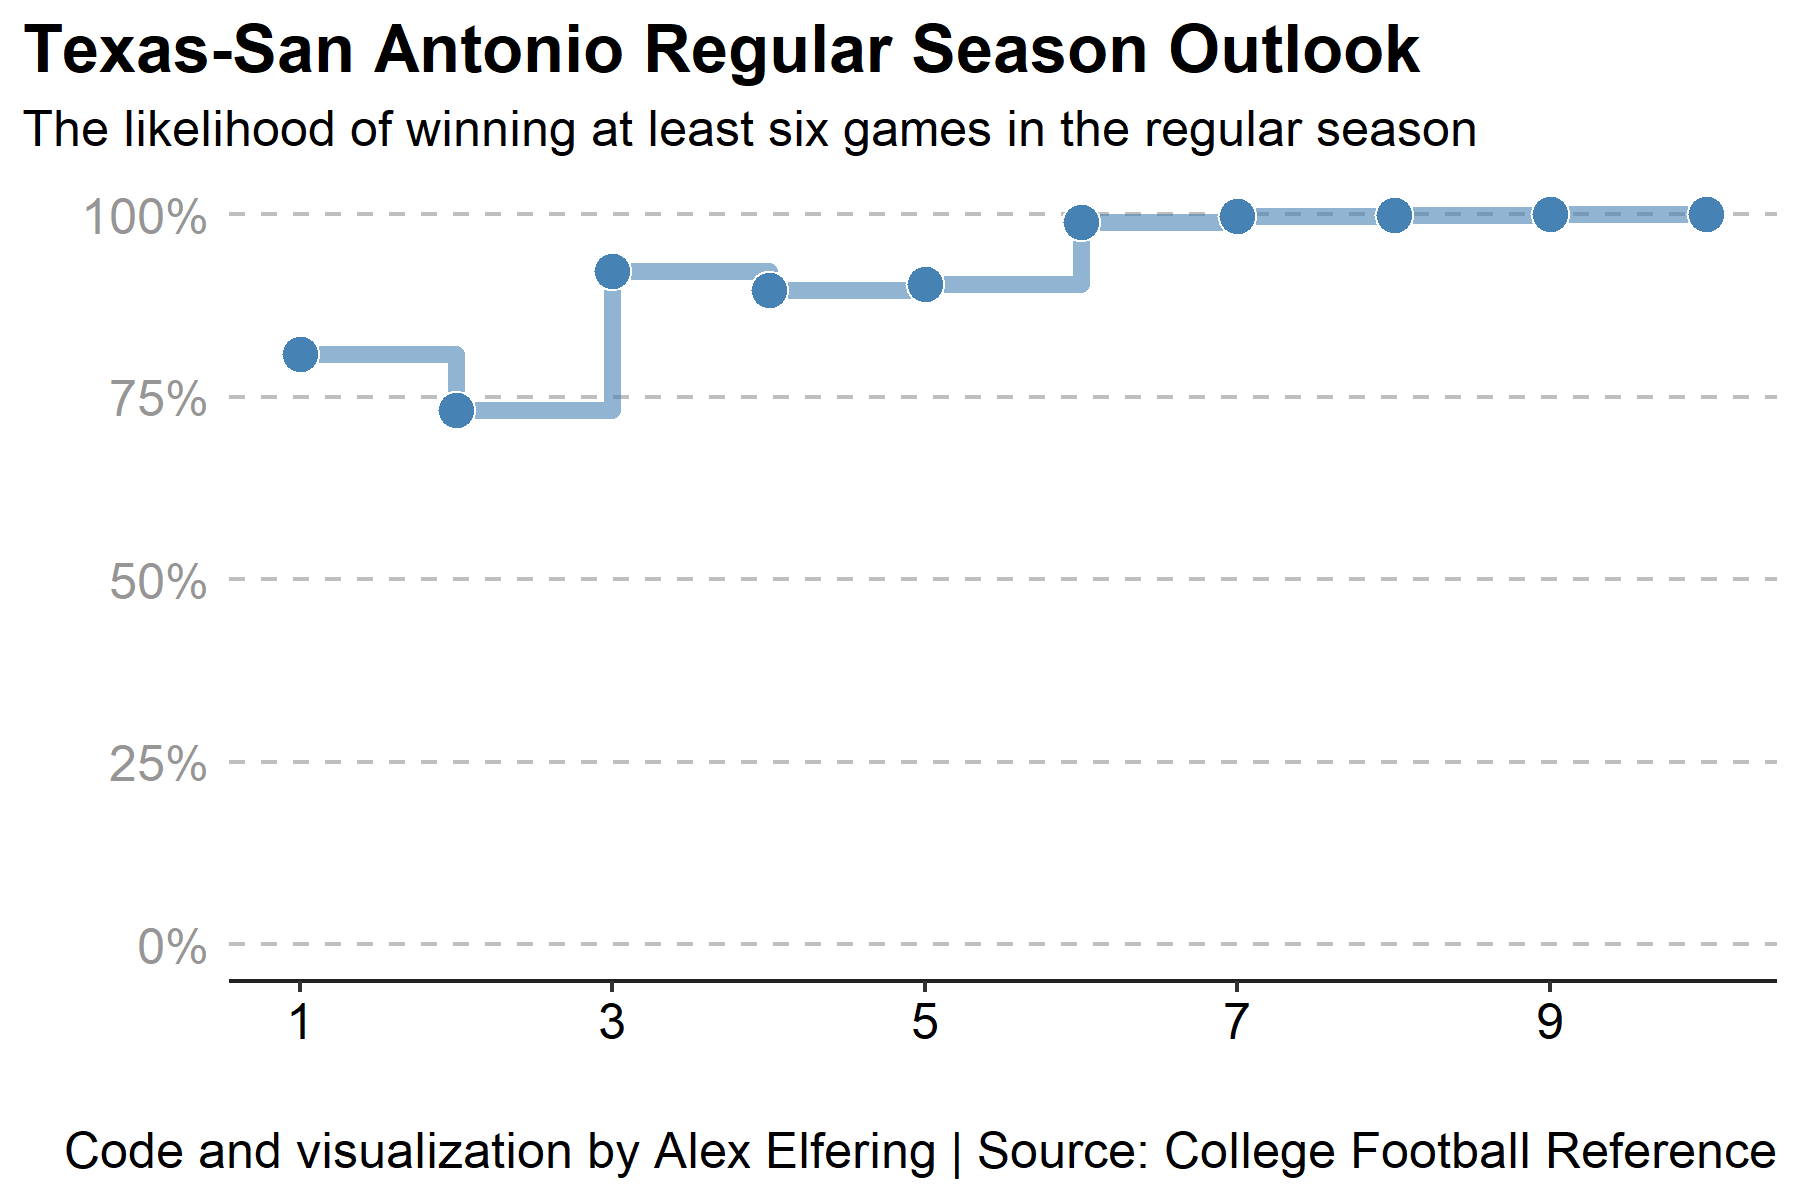 Texas-San Antonio Regular Season Outlook
The likelihood of winning at least six games in the regular season
100%
75%
50%
25%
0%
1 3 5 7 9
Code and visualization by Alex Elfering | Source: College Football Reference